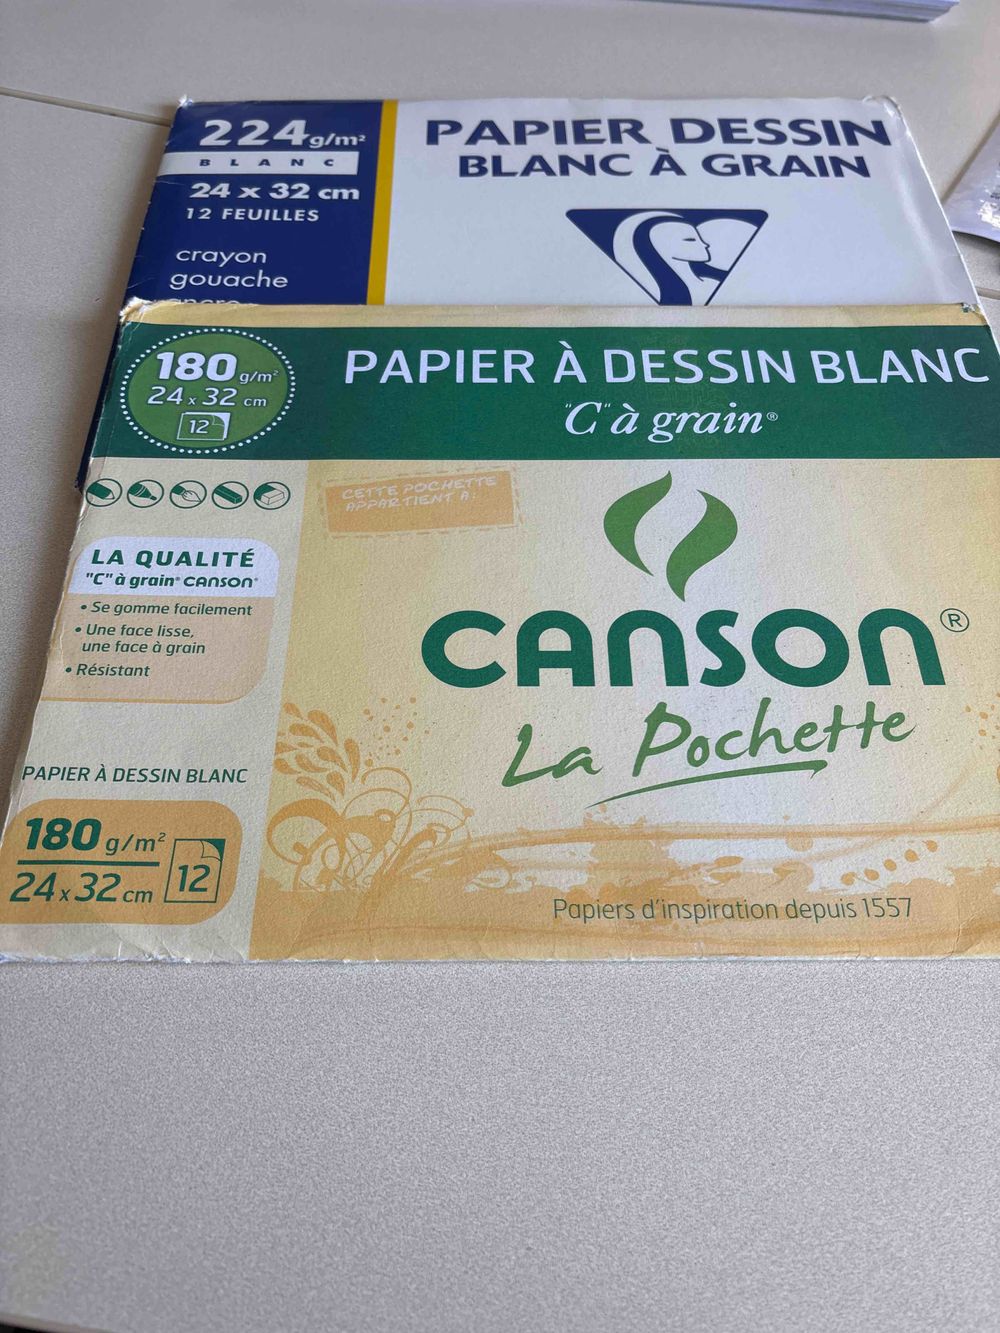 224g/m²
BLANC
24 x 32 cm
12 FEUILLES
crayon
gouache
PAPIER DESSIN
BLANC À GRAIN
180 g/m²
24 x 32 cm
12
PAPIER À DESSIN BLANC
"C" à grain®
CETTE POCHETTE
APPARTIENT À :
LA QUALITÉ
"C" à grain® CANSON®
• Se gomme facilement
• Une face lisse,
une face à grain
• Résistant
CANSON®
La Pochette
PAPIER À DESSIN BLANC
180 g/m²
24 x 32 cm
12
Papiers d'inspiration depuis 1557